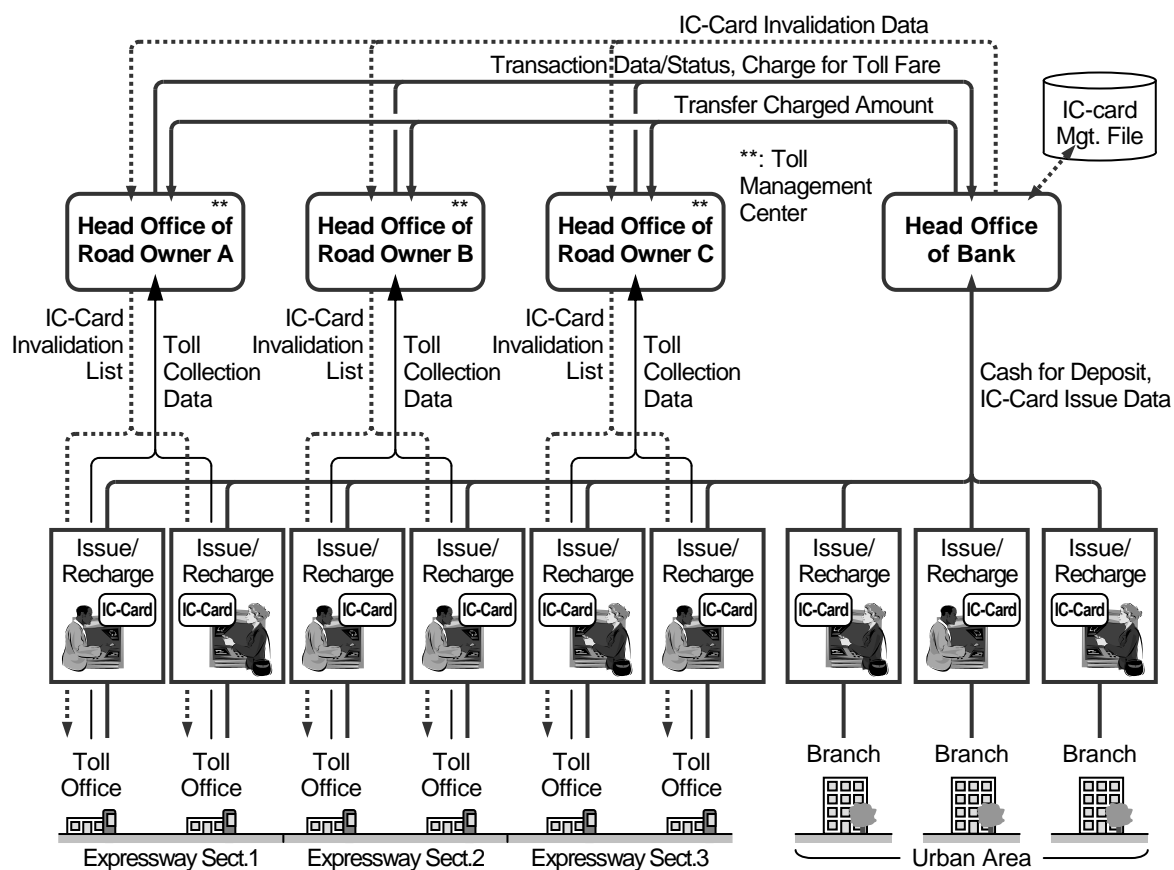 IC-Card Invalidation Data
Transaction Data/Status, Charge for Toll Fare
Transfer Charged Amount
IC-card
Mgt. File
**: Toll
Management
Center
**
Head Office of
Road Owner A
**
Head Office of
Road Owner B
**
Head Office of
Road Owner C
Head Office
of Bank
IC-Card
Invalidation
List
Toll
Collection
Data
IC-Card
Invalidation
List
Toll
Collection
Data
IC-Card
Invalidation
List
Toll
Collection
Data
Cash for Deposit,
IC-Card Issue Data
Issue/
Recharge
IC-Card
Issue/
Recharge
IC-Card
Issue/
Recharge
IC-Card
Issue/
Recharge
IC-Card
Issue/
Recharge
IC-Card
Issue/
Recharge
IC-Card
Issue/
Recharge
IC-Card
Issue/
Recharge
IC-Card
Issue/
Recharge
IC-Card
Toll
Office
Toll
Office
Toll
Office
Toll
Office
Toll
Office
Toll
Office
Branch
Branch
Branch
Expressway Sect.1
Expressway Sect.2
Expressway Sect.3
Urban Area